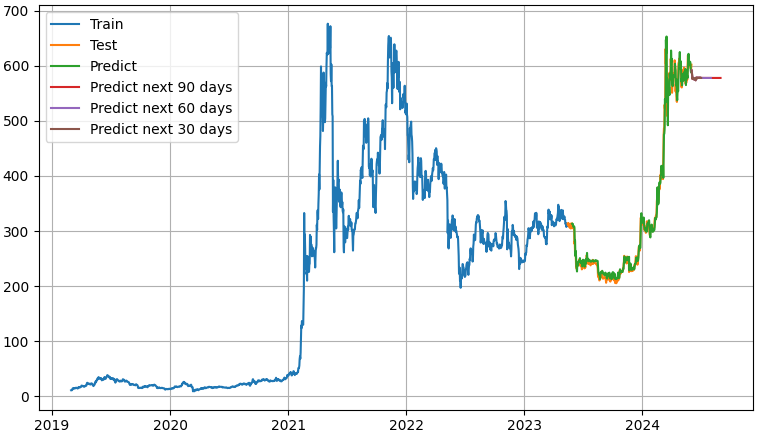 700
600
500
400
300
200
100
0
Train
Test
Predict
Predict next 90 days
Predict next 60 days
Predict next 30 days
2019 2020 2021 2022 2023 2024